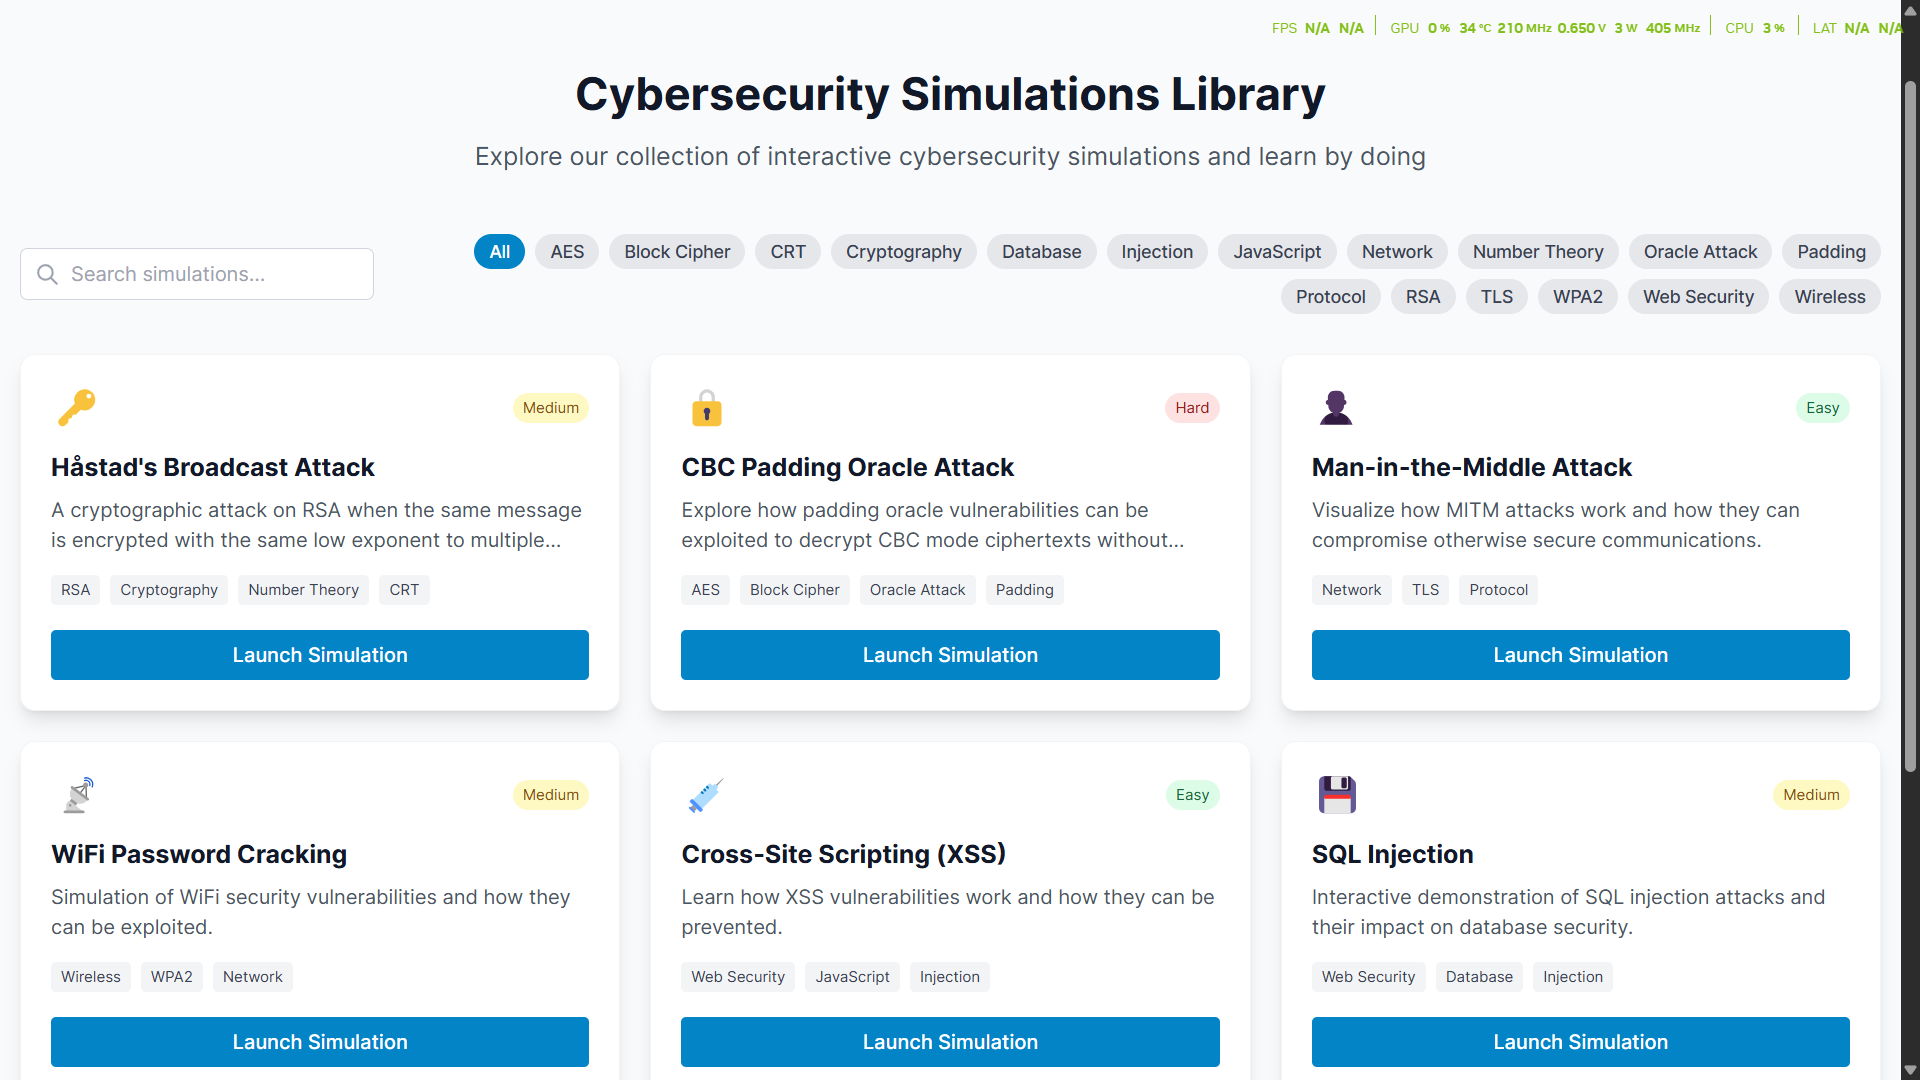 FPS N/A N/A GPU 0 % 34 °C 210 MHz 0.650 V 3 W 405 MHz CPU 3 % LAT N/A N/A
Cybersecurity Simulations Library
Explore our collection of interactive cybersecurity simulations and learn by doing
Search simulations...
All AES Block Cipher CRT Cryptography Database Injection JavaScript Network Number Theory Oracle Attack Padding
Protocol RSA TLS WPA2 Web Security Wireless
Medium
Håstad's Broadcast Attack
A cryptographic attack on RSA when the same message
is encrypted with the same low exponent to multiple...
RSA Cryptography Number Theory CRT
Launch Simulation
Hard
CBC Padding Oracle Attack
Explore how padding oracle vulnerabilities can be
exploited to decrypt CBC mode ciphertexts without...
AES Block Cipher Oracle Attack Padding
Launch Simulation
Easy
Man-in-the-Middle Attack
Visualize how MITM attacks work and how they can
compromise otherwise secure communications.
Network TLS Protocol
Launch Simulation
Medium
WiFi Password Cracking
Simulation of WiFi security vulnerabilities and how they
can be exploited.
Wireless WPA2 Network
Launch Simulation
Easy
Cross-Site Scripting (XSS)
Learn how XSS vulnerabilities work and how they can be
prevented.
Web Security JavaScript Injection
Launch Simulation
Medium
SQL Injection
Interactive demonstration of SQL injection attacks and
their impact on database security.
Web Security Database Injection
Launch Simulation